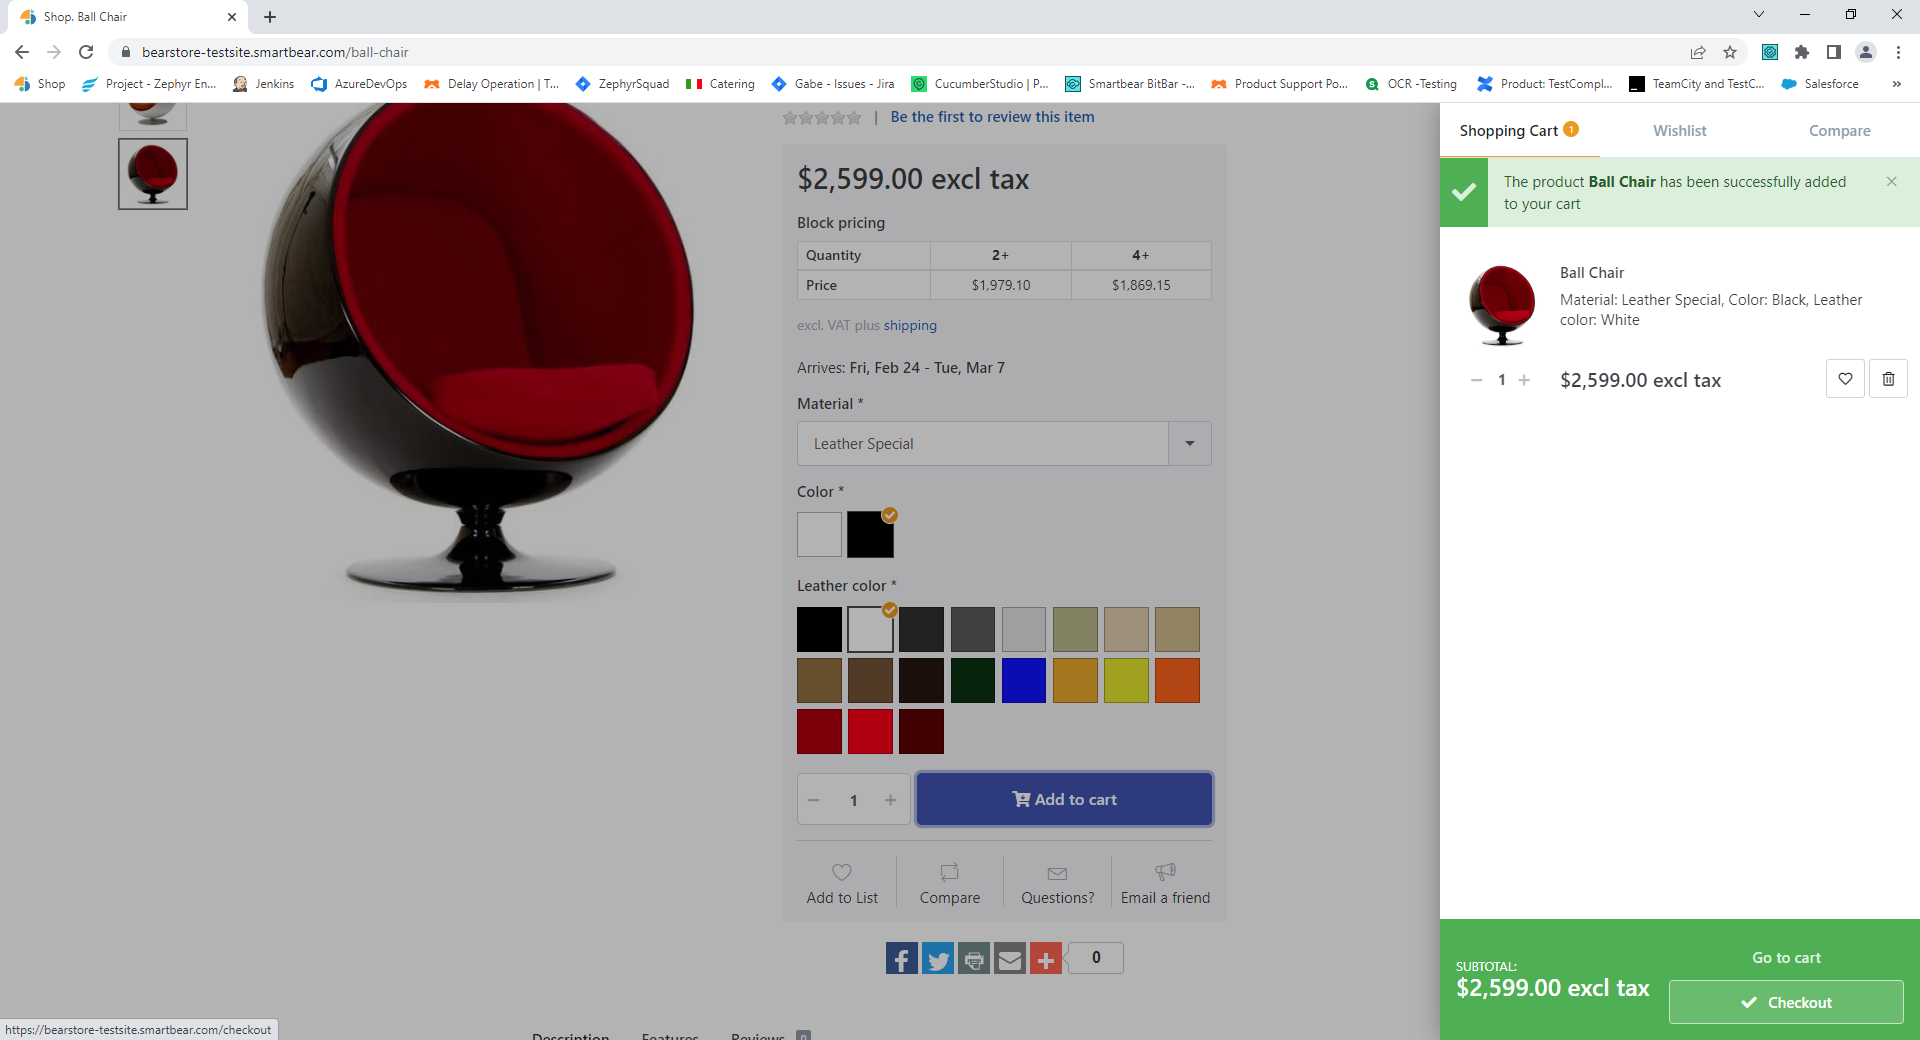 Shop. Ball Chair
bearstore-testsite.smartbear.com/ball-chair
Shop
Project - Zephyr En...
Jenkins
AzureDevOps
Delay Operation | T...
ZephyrSquad
Catering
Gabe - Issues - Jira
CucumberStudio | P...
Smartbear BitBar -...
Product Support Po...
OCR -Testing
Product: TestCompl...
TeamCity and TestC...
Salesforce
»
| Be the first to review this item
$2,599.00 excl tax
Block pricing
Quantity 2+ 4+
Price $1,979.10 $1,869.15
excl. VAT plus shipping
Arrives: Fri, Feb 24 - Tue, Mar 7
Material *
Leather Special
Color *
Leather color *
− 1 + Add to cart
Add to List
Compare
Questions?
Email a friend
0
Description Features Reviews 0
https://bearstore-testsite.smartbear.com/checkout
Shopping Cart 1
Wishlist
Compare
The product Ball Chair has been successfully added
to your cart
Ball Chair
Material: Leather Special, Color: Black, Leather
color: White
− 1 + $2,599.00 excl tax
SUBTOTAL:
$2,599.00 excl tax
Go to cart
Checkout